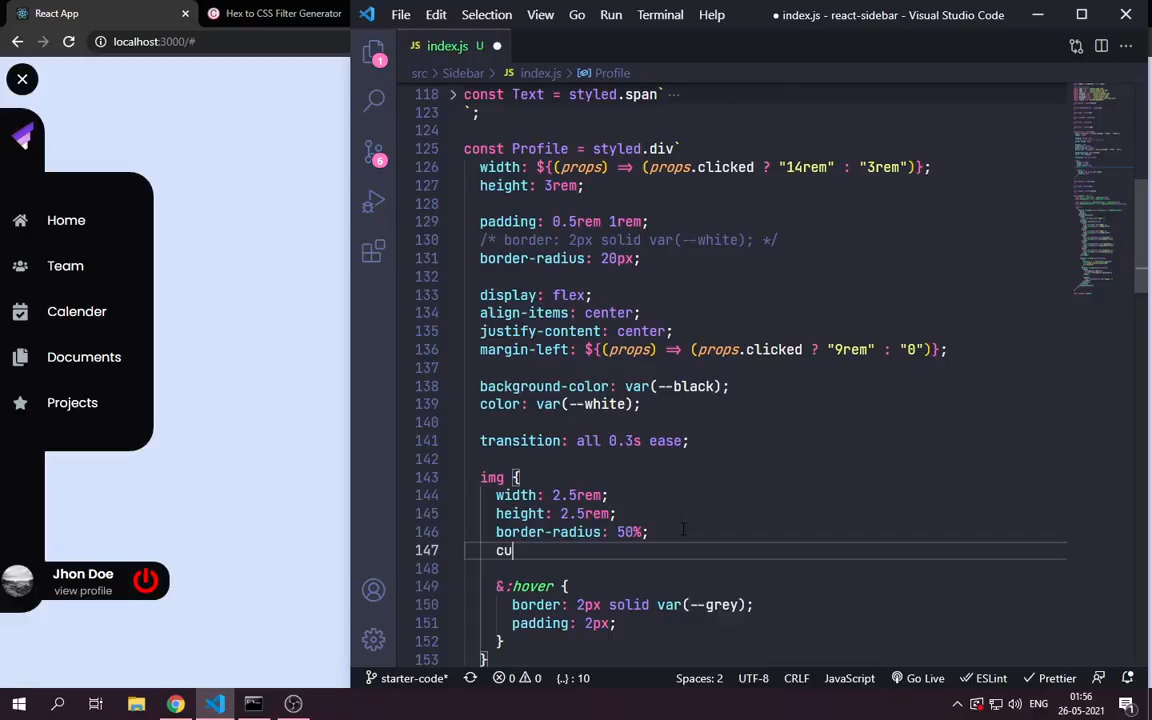 React App
Hex to CSS Filter Generator
localhost:3000/#
Home
Team
Calender
Documents
Projects
Jhon Doe
view profile
File Edit Selection View Go Run Terminal Help
● index.js - react-sidebar - Visual Studio Code
1
6
JS index.js U ●
src > Sidebar > JS index.js > Profile
118 > const Text = styled.span` ···
123 `;
124
125 const Profile = styled.div`
126 width: ${(props) => (props.clicked ? "14rem" : "3rem")};
127 height: 3rem;
128
129 padding: 0.5rem 1rem;
130 /* border: 2px solid var(--white); */
131 border-radius: 20px;
132
133 display: flex;
134 align-items: center;
135 justify-content: center;
136 margin-left: ${(props) => (props.clicked ? "9rem" : "0")};
137
138 background-color: var(--black);
139 color: var(--white);
140
141 transition: all 0.3s ease;
142
143 img {
144 width: 2.5rem;
145 height: 2.5rem;
146 border-radius: 50%;
147 cu
148
149 &:hover {
150 border: 2px solid var(--grey);
151 padding: 2px;
152 }
153 }
starter-code* 0 0 {..} : 10 Spaces: 2 UTF-8 CRLF JavaScript Go Live ESLint Prettier
ENG
01:56
26-05-2021
1